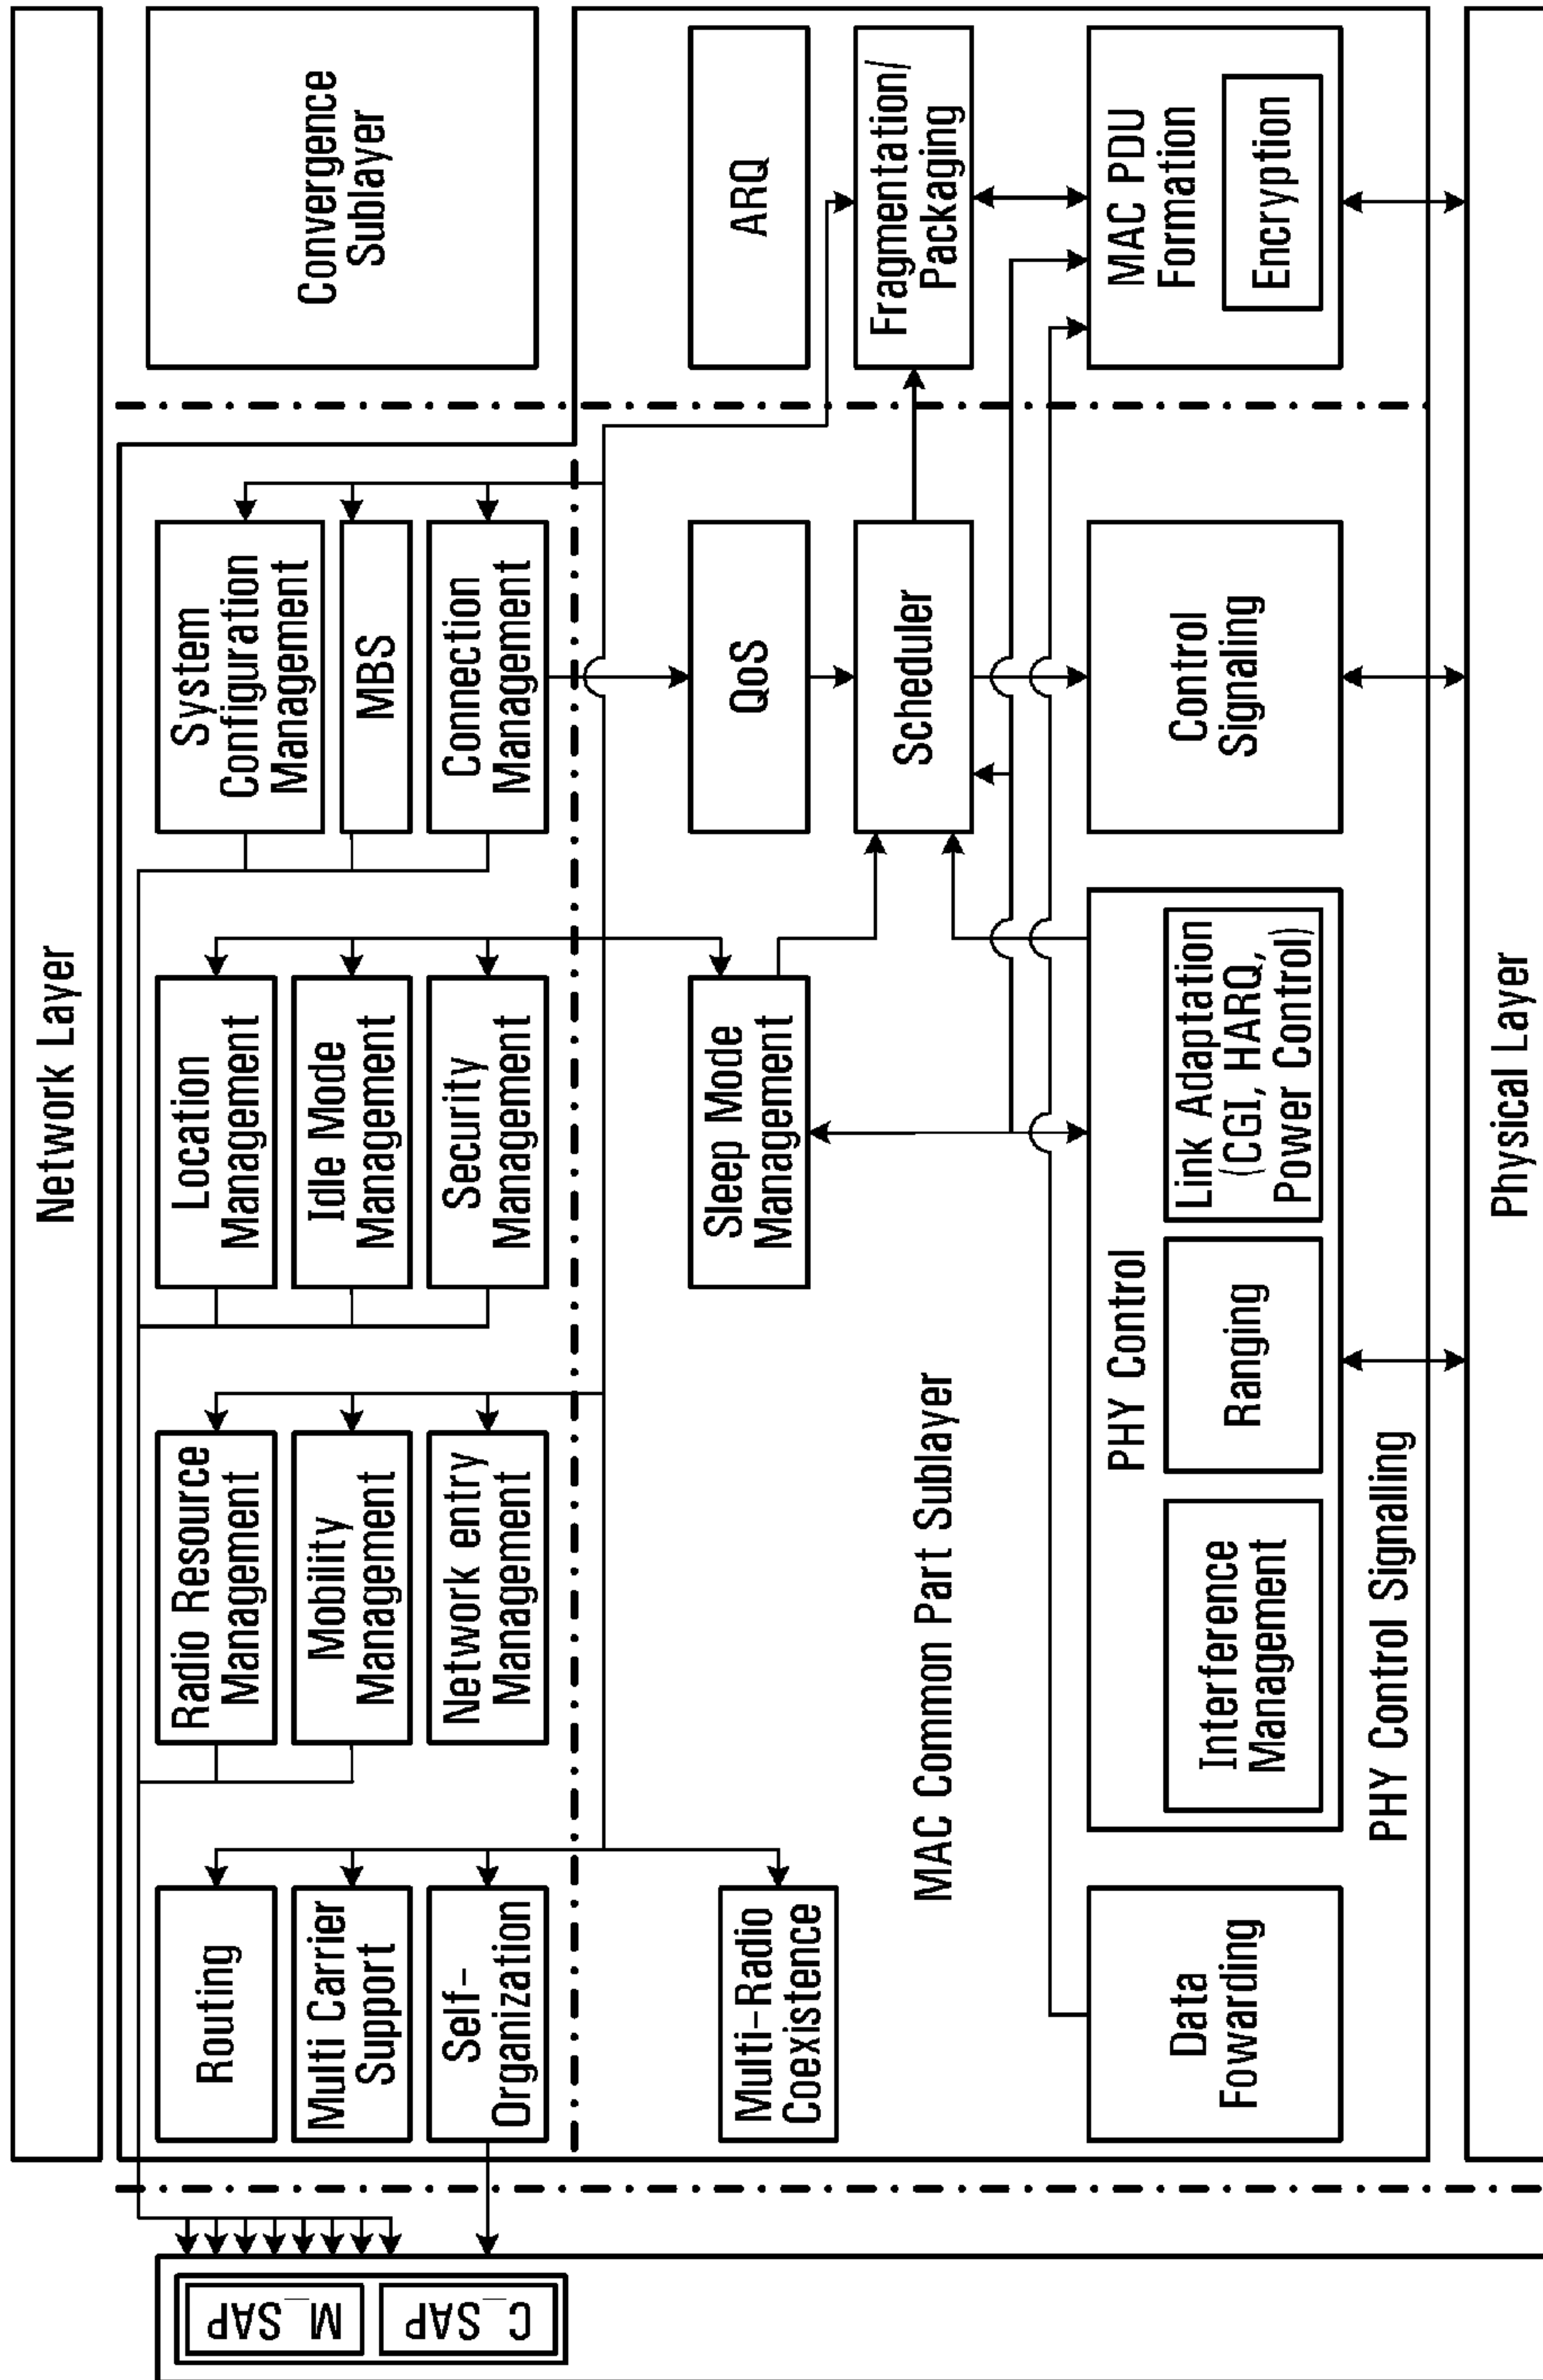 Network Layer
M_SAP
C_SAP
Routing
Multi Carrier
Support
Self-
Organization
Radio Resource
Management
Mobility
Management
Network entry
Management
Location
Management
Idle Mode
Management
Security
Management
System
Configuration
Management
MBS
Connection
Management
Convergence
Sublayer
Multi-Radio
Coexistence
Sleep Mode
Management
QoS
ARQ
MAC Common Part Sublayer
Scheduler
Fragmentation/
Packaging
Data
Fowarding
PHY Control
Interference
Management
Ranging
Link Adaptation
(CGI, HARQ,
Power Control)
Control
Signaling
MAC PDU
Formation
Encryption
PHY Control Signalling
Physical Layer